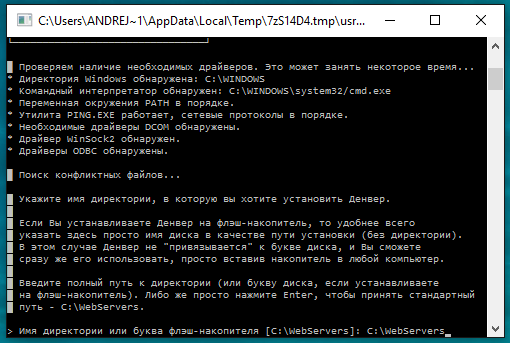 C:\Users\ANDREJ~1\AppData\Local\Temp\7zS14D4.tmp\usr...
Проверяем наличие необходимых драйверов. Это может занять некоторое время...
* Директория Windows обнаружена: C:\WINDOWS
* Командный интерпретатор обнаружен: C:\WINDOWS\system32/cmd.exe
* Переменная окружения PATH в порядке.
* Утилита PING.EXE работает, сетевые протоколы в порядке.
* Необходимые драйверы DCOM обнаружены.
* Драйвер WinSock2 обнаружен.
* Драйверы ODBC обнаружены.
Поиск конфликтных файлов...
Укажите имя директории, в которую вы хотите установить Денвер.
Если Вы устанавливаете Денвер на флэш-накопитель, то удобнее всего
указать здесь просто имя диска в качестве пути установки (без директории).
В этом случае Денвер не "привязывается" к букве диска, и Вы сможете
сразу же его использовать, просто вставив накопитель в любой компьютер.
Введите полный путь к директории (или букву диска, если устанавливаете
на флэш-накопитель). Либо же просто нажмите Enter, чтобы принять стандартный
путь - C:\WebServers.
> Имя директории или буква флэш-накопителя [C:\WebServers]: C:\WebServers